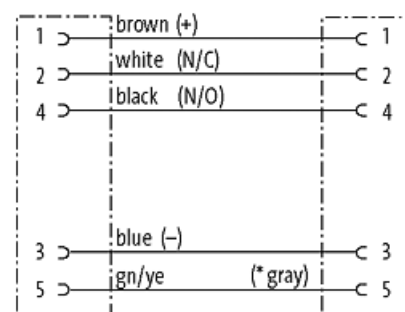 1 brown (+) 1
2 white (N/C) 2
4 black (N/O) 4
3 blue (–) 3
5 gn/ye (* gray) 5